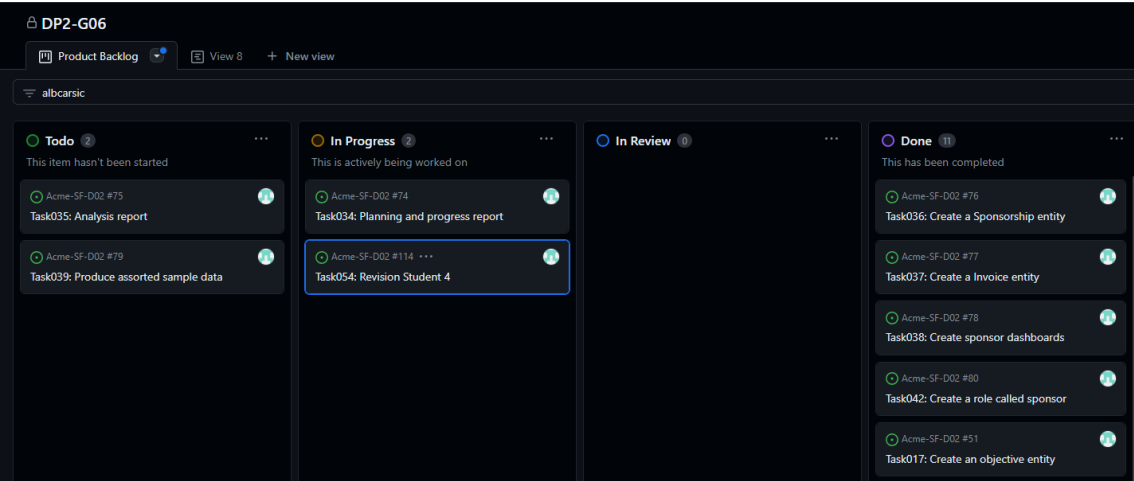 DP2-G06
Product Backlog
View 8
New view
albcarsic
Todo 2
This item hasn't been started
Acme-SF-D02 #75
Task035: Analysis report
Acme-SF-D02 #79
Task039: Produce assorted sample data
In Progress 2
This is actively being worked on
Acme-SF-D02 #74
Task034: Planning and progress report
Acme-SF-D02 #114 ...
Task054: Revision Student 4
In Review 0
Done 11
This has been completed
Acme-SF-D02 #76
Task036: Create a Sponsorship entity
Acme-SF-D02 #77
Task037: Create a Invoice entity
Acme-SF-D02 #78
Task038: Create sponsor dashboards
Acme-SF-D02 #80
Task042: Create a role called sponsor
Acme-SF-D02 #51
Task017: Create an objective entity